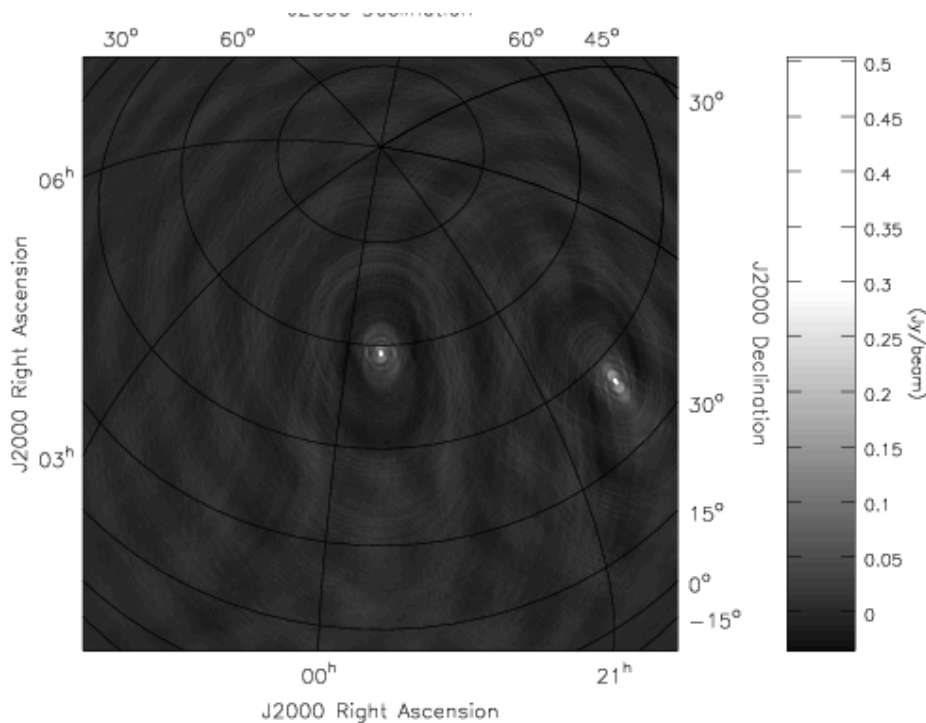 J2000 Declination
30° 60° 60° 45°
0.5
0.45
0.4
0.35
0.3
0.25
0.2
0.15
0.1
0.05
0
(Jy/beam)
30°
30°
15°
0°
-15°
J2000 Declination
06ʰ
03ʰ
J2000 Right Ascension
00ʰ 21ʰ
J2000 Right Ascension